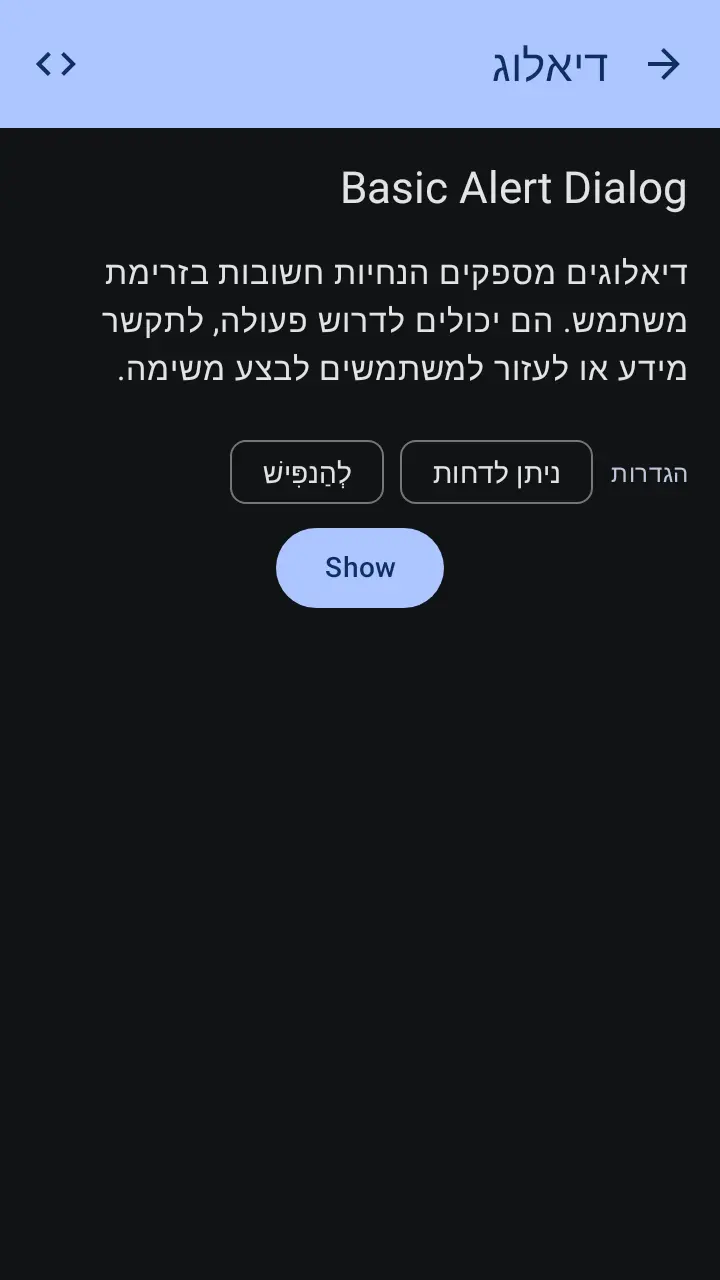 דיאלוג
Basic Alert Dialog
דיאלוגים מספקים הנחיות חשובות בזרימת
משתמש. הם יכולים לדרוש פעולה, לתקשר
מידע או לעזור למשתמשים לבצע משימה.
הגדרות
ניתן לדחות
לְהַנפִּישׁ
Show